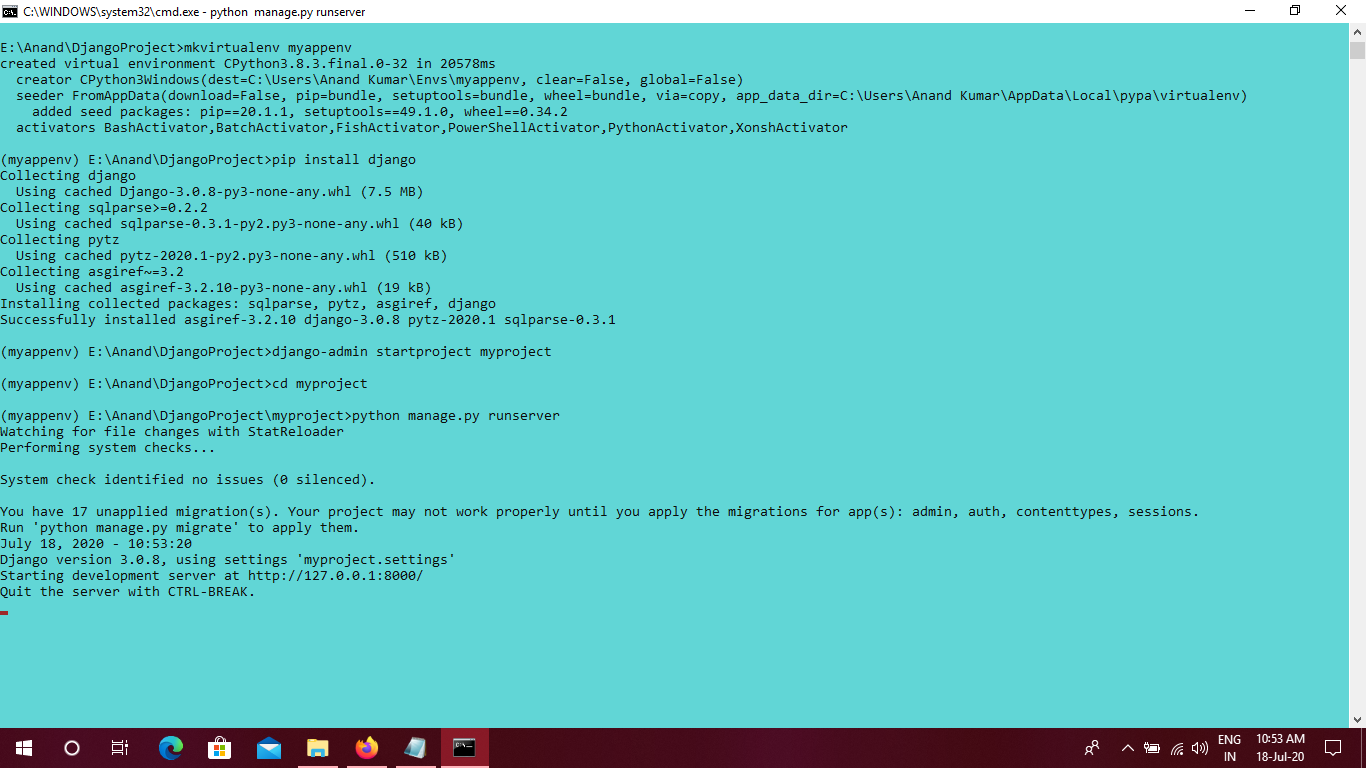 C:\WINDOWS\system32\cmd.exe - python  manage.py runserver
E:\Anand\DjangoProject>mkvirtualenv myappenv
created virtual environment CPython3.8.3.final.0-32 in 20578ms
  creator CPython3Windows(dest=C:\Users\Anand Kumar\Envs\myappenv, clear=False, global=False)
  seeder FromAppData(download=False, pip=bundle, setuptools=bundle, wheel=bundle, via=copy, app_data_dir=C:\Users\Anand Kumar\AppData\Local\pypa\virtualenv)
    added seed packages: pip==20.1.1, setuptools==49.1.0, wheel==0.34.2
  activators BashActivator,BatchActivator,FishActivator,PowerShellActivator,PythonActivator,XonshActivator
(myappenv) E:\Anand\DjangoProject>pip install django
Collecting django
  Using cached Django-3.0.8-py3-none-any.whl (7.5 MB)
Collecting sqlparse>=0.2.2
  Using cached sqlparse-0.3.1-py2.py3-none-any.whl (40 kB)
Collecting pytz
  Using cached pytz-2020.1-py2.py3-none-any.whl (510 kB)
Collecting asgiref~=3.2
  Using cached asgiref-3.2.10-py3-none-any.whl (19 kB)
Installing collected packages: sqlparse, pytz, asgiref, django
Successfully installed asgiref-3.2.10 django-3.0.8 pytz-2020.1 sqlparse-0.3.1
(myappenv) E:\Anand\DjangoProject>django-admin startproject myproject
(myappenv) E:\Anand\DjangoProject>cd myproject
(myappenv) E:\Anand\DjangoProject\myproject>python manage.py runserver
Watching for file changes with StatReloader
Performing system checks...
System check identified no issues (0 silenced).
You have 17 unapplied migration(s). Your project may not work properly until you apply the migrations for app(s): admin, auth, contenttypes, sessions.
Run 'python manage.py migrate' to apply them.
July 18, 2020 - 10:53:20
Django version 3.0.8, using settings 'myproject.settings'
Starting development server at http://127.0.0.1:8000/
Quit the server with CTRL-BREAK.
ENG
IN
10:53 AM
18-Jul-20